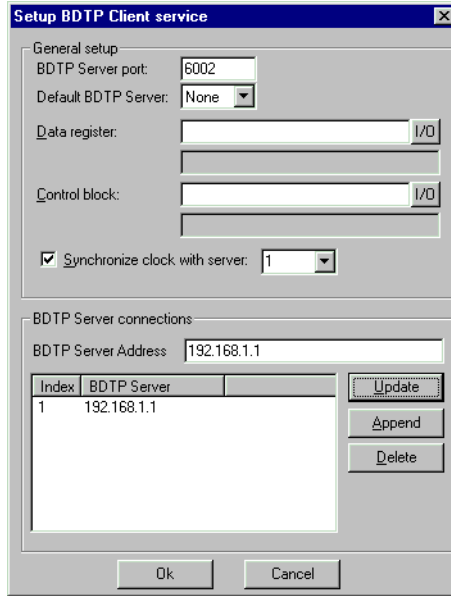 Setup BDTP Client service
General setup
BDTP Server port: 6002
Default BDTP Server: None
Data register: I/O
Control block: I/O
Synchronize clock with server: 1
BDTP Server connections
BDTP Server Address 192.168.1.1
Index BDTP Server
1 192.168.1.1
Update
Append
Delete
Ok Cancel